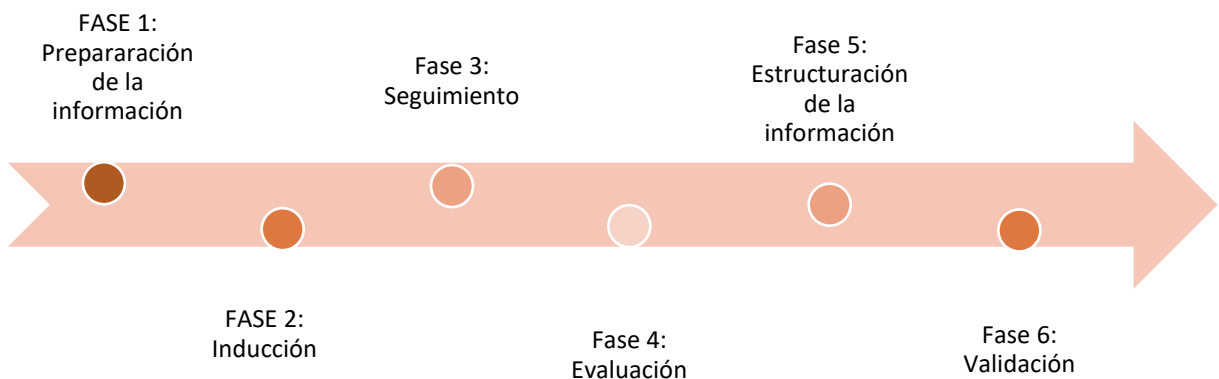 FASE 1:
Prepararación
de la
información
FASE 2:
Inducción
Fase 3:
Seguimiento
Fase 4:
Evaluación
Fase 5:
Estructuración
de la
información
Fase 6:
Validación